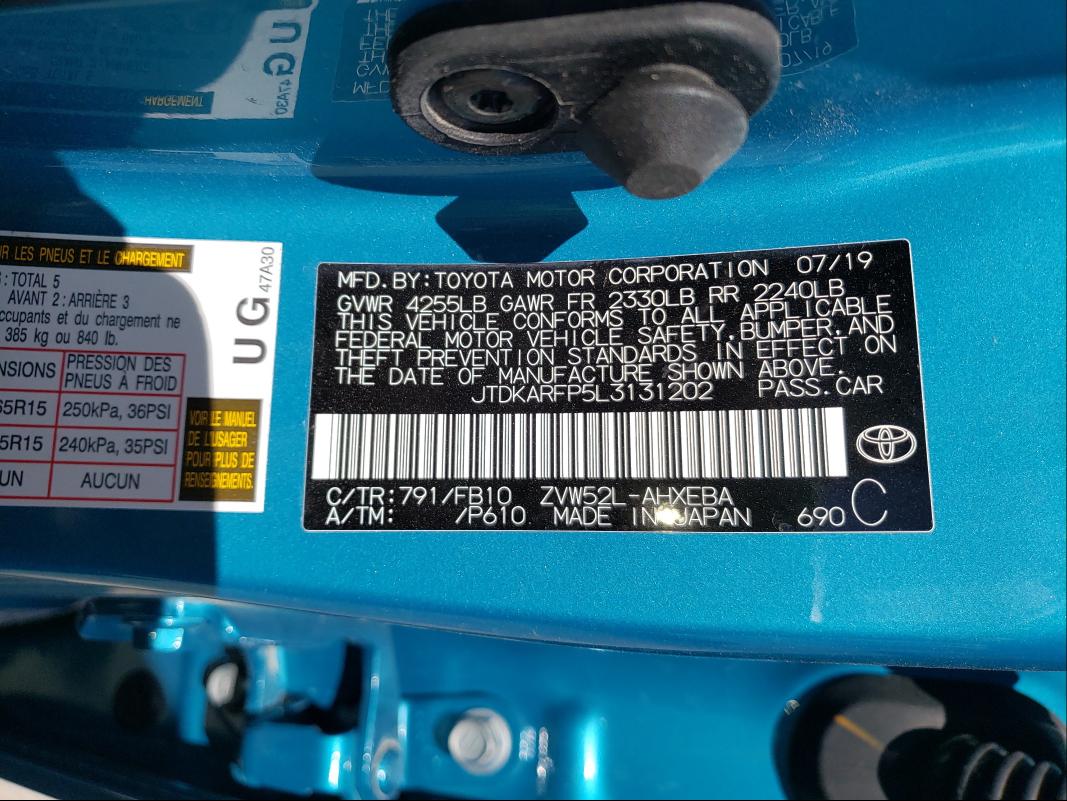 R LES PNEUS ET LE CHARGEMENT
: TOTAL 5
AVANT 2 : ARRIÈRE 3
ccupants et du chargement ne
385 kg ou 840 lb.
NSIONS PRESSION DES PNEUS À FROID
65R15 250kPa, 36PSI
5R15 240kPa, 35PSI
UN AUCUN
VOIR LE MANUEL
DE L'USAGER
POUR PLUS DE
RENSEIGNEMENTS.
UG
47A30
MFD. BY: TOYOTA MOTOR CORPORATION 07/19
GVWR 4255LB GAWR FR 2330LB RR 2240LB
THIS VEHICLE CONFORMS TO ALL APPLICABLE
FEDERAL MOTOR VEHICLE SAFETY, BUMPER, AND
THEFT PREVENTION STANDARDS IN EFFECT ON
THE DATE OF MANUFACTURE SHOWN ABOVE.
JTDKARFP5L3131202 PASS. CAR
C/TR: 791/FB10 ZVW52L-AHXEBA
A/TM: /P610 MADE IN JAPAN 690 C